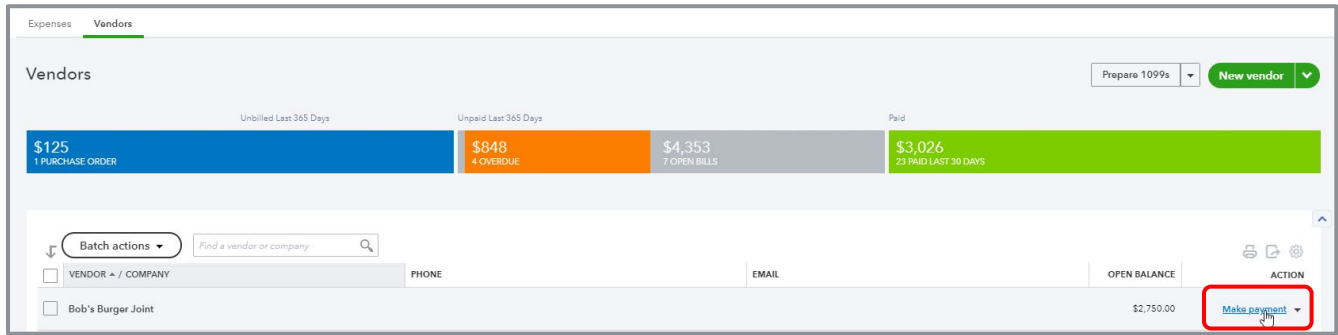 Expenses Vendors
Vendors
Prepare 1099s New vendor
Unbilled Last 365 Days Unpaid Last 365 Days Paid
$125 $848 $4,353 $3,026
1 PURCHASE ORDER 4 OVERDUE 7 OPEN BILLS 23 PAID LAST 30 DAYS
Batch actions Find a vendor or company
VENDOR / COMPANY PHONE EMAIL OPEN BALANCE ACTION
Bob's Burger Joint $2,750.00 Make payment